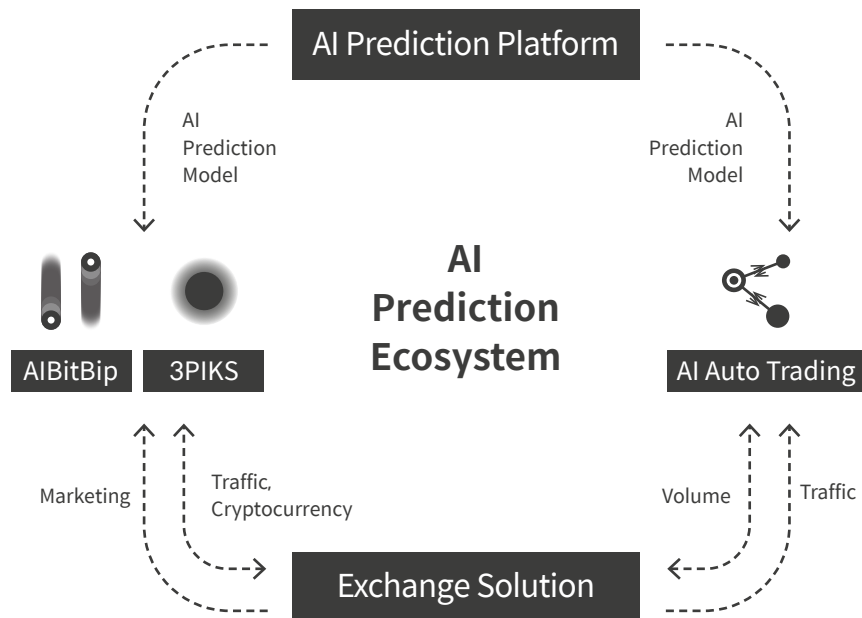 AI Prediction Platform
AI
Prediction
Model
AI
Prediction
Model
AI
Prediction
Ecosystem
AIBitBip
3PIKS
AI Auto Trading
Marketing
Traffic,
Cryptocurrency
Volume
Traffic
Exchange Solution